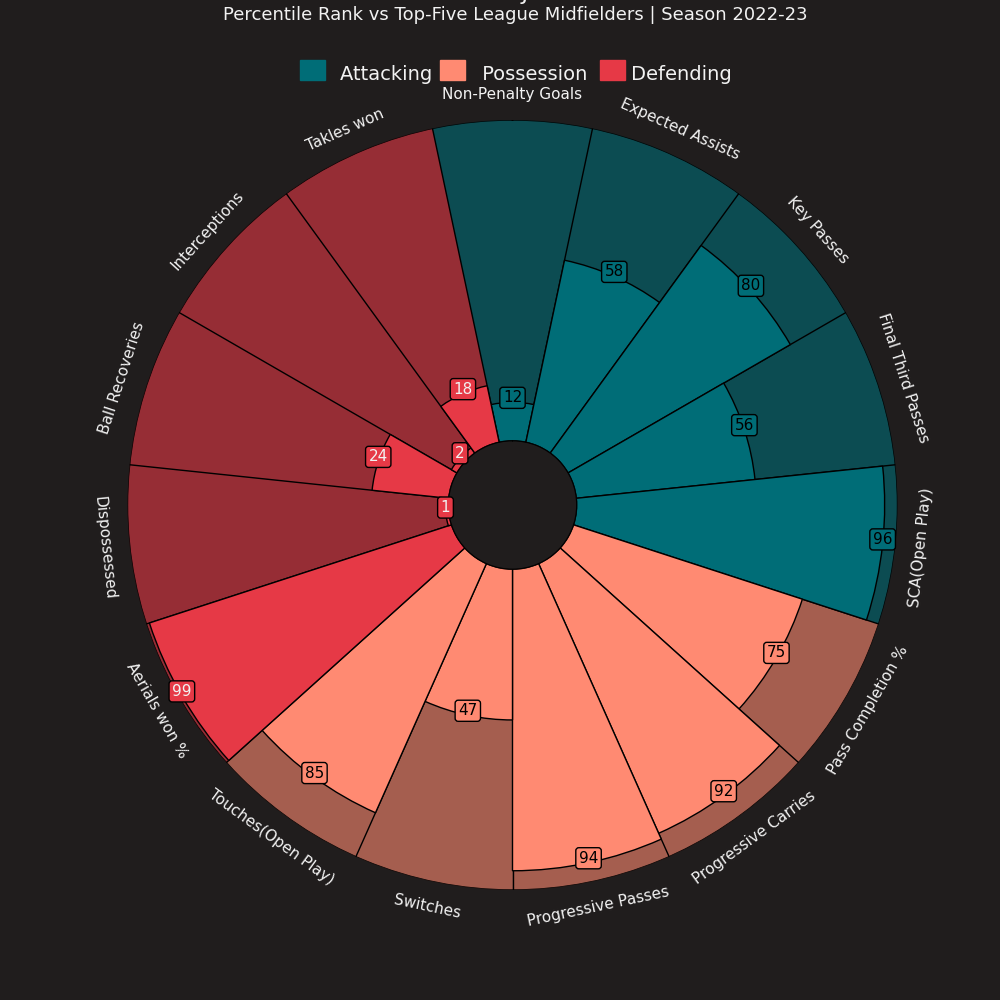 Percentile Rank vs Top-Five League Midfielders | Season 2022-23
Attacking
Possession
Defending
Non-Penalty Goals
Expected Assists
Key Passes
Final Third Passes
SCA(Open Play)
Pass Completion %
Progressive Carries
Progressive Passes
Switches
Touches(Open Play)
Aerials won %
Dispossessed
Ball Recoveries
Interceptions
Takles won
12
58
80
56
96
75
92
94
47
85
99
1
24
2
18